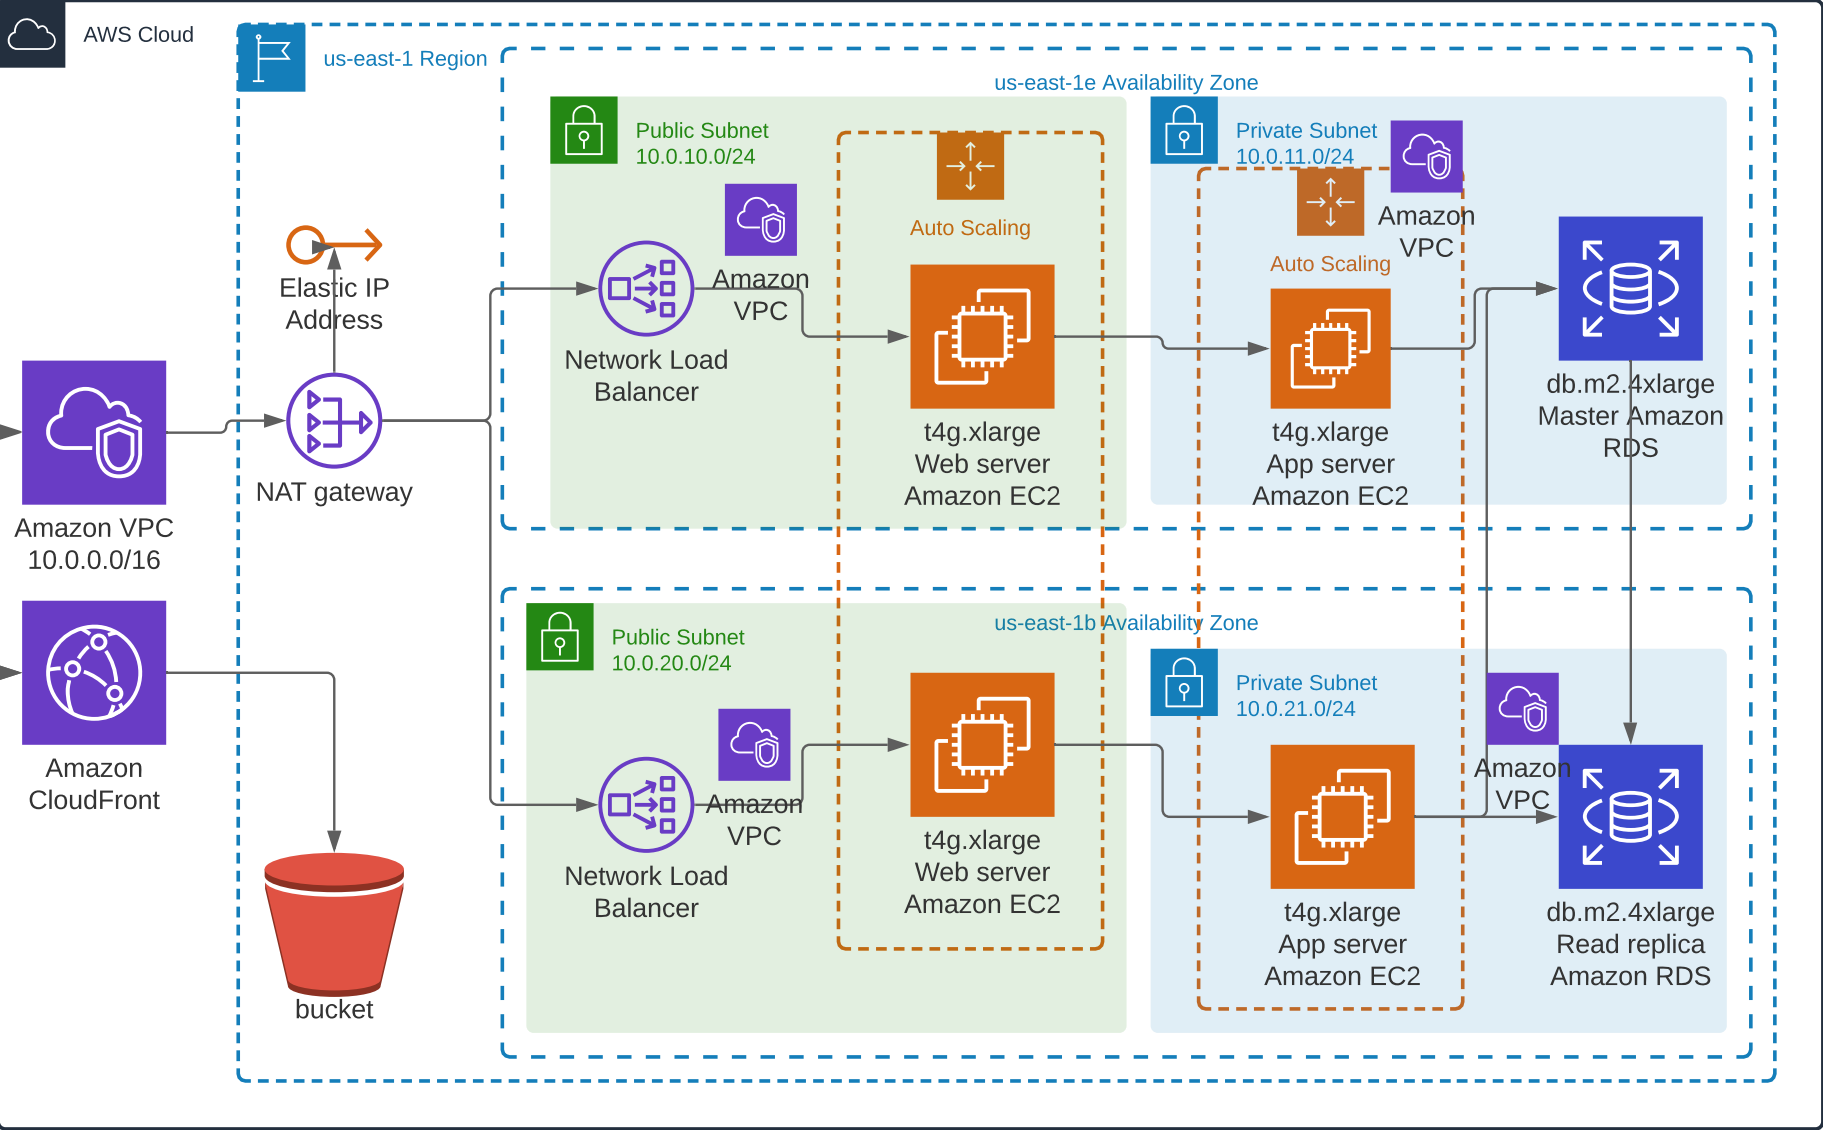 AWS Cloud
us-east-1 Region
us-east-1e Availability Zone
Public Subnet
10.0.10.0/24
Private Subnet
10.0.11.0/24
Auto Scaling
Auto Scaling
Amazon
VPC
Amazon
VPC
Elastic IP
Address
Network Load
Balancer
t4g.xlarge
Web server
Amazon EC2
t4g.xlarge
App server
Amazon EC2
db.m2.4xlarge
Master Amazon
RDS
NAT gateway
Amazon VPC
10.0.0.0/16
us-east-1b Availability Zone
Public Subnet
10.0.20.0/24
Private Subnet
10.0.21.0/24
Amazon
CloudFront
Amazon
VPC
Amazon
VPC
Network Load
Balancer
t4g.xlarge
Web server
Amazon EC2
t4g.xlarge
App server
Amazon EC2
db.m2.4xlarge
Read replica
Amazon RDS
bucket